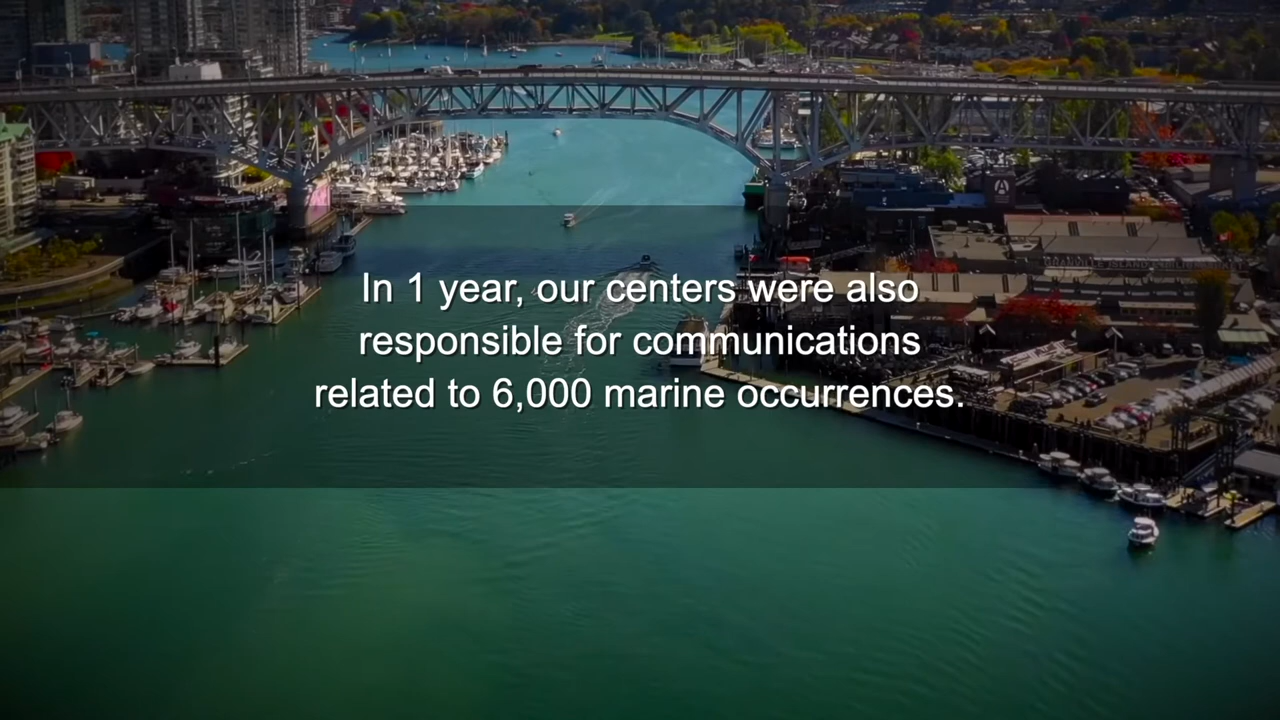 In 1 year, our centers were also
responsible for communications
related to 6,000 marine occurrences.
A